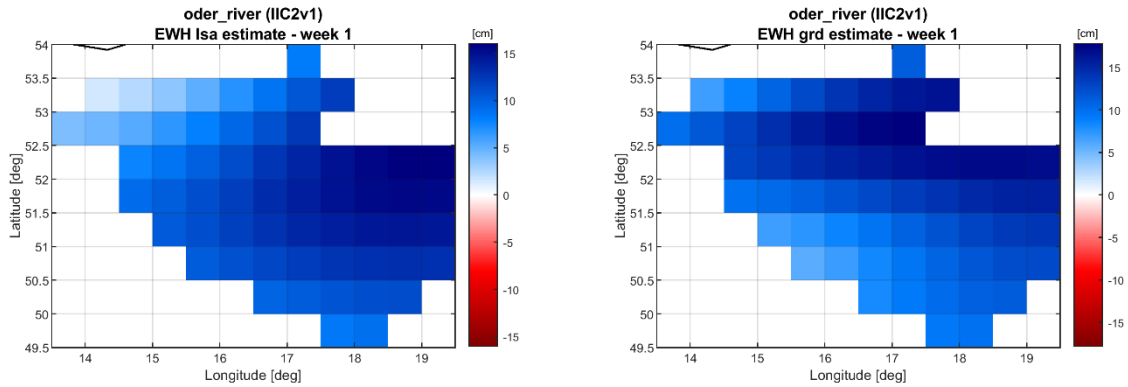 oder_river (IIC2v1)
EWH lsa estimate - week 1
[cm]
54
53.5
53
52.5
52
51.5
51
50.5
50
49.5
Latitude [deg]
14 15 16 17 18 19
Longitude [deg]
15
10
5
0
-5
-10
-15
oder_river (IIC2v1)
EWH grd estimate - week 1
[cm]
54
53.5
53
52.5
52
51.5
51
50.5
50
49.5
Latitude [deg]
14 15 16 17 18 19
Longitude [deg]
15
10
5
0
-5
-10
-15